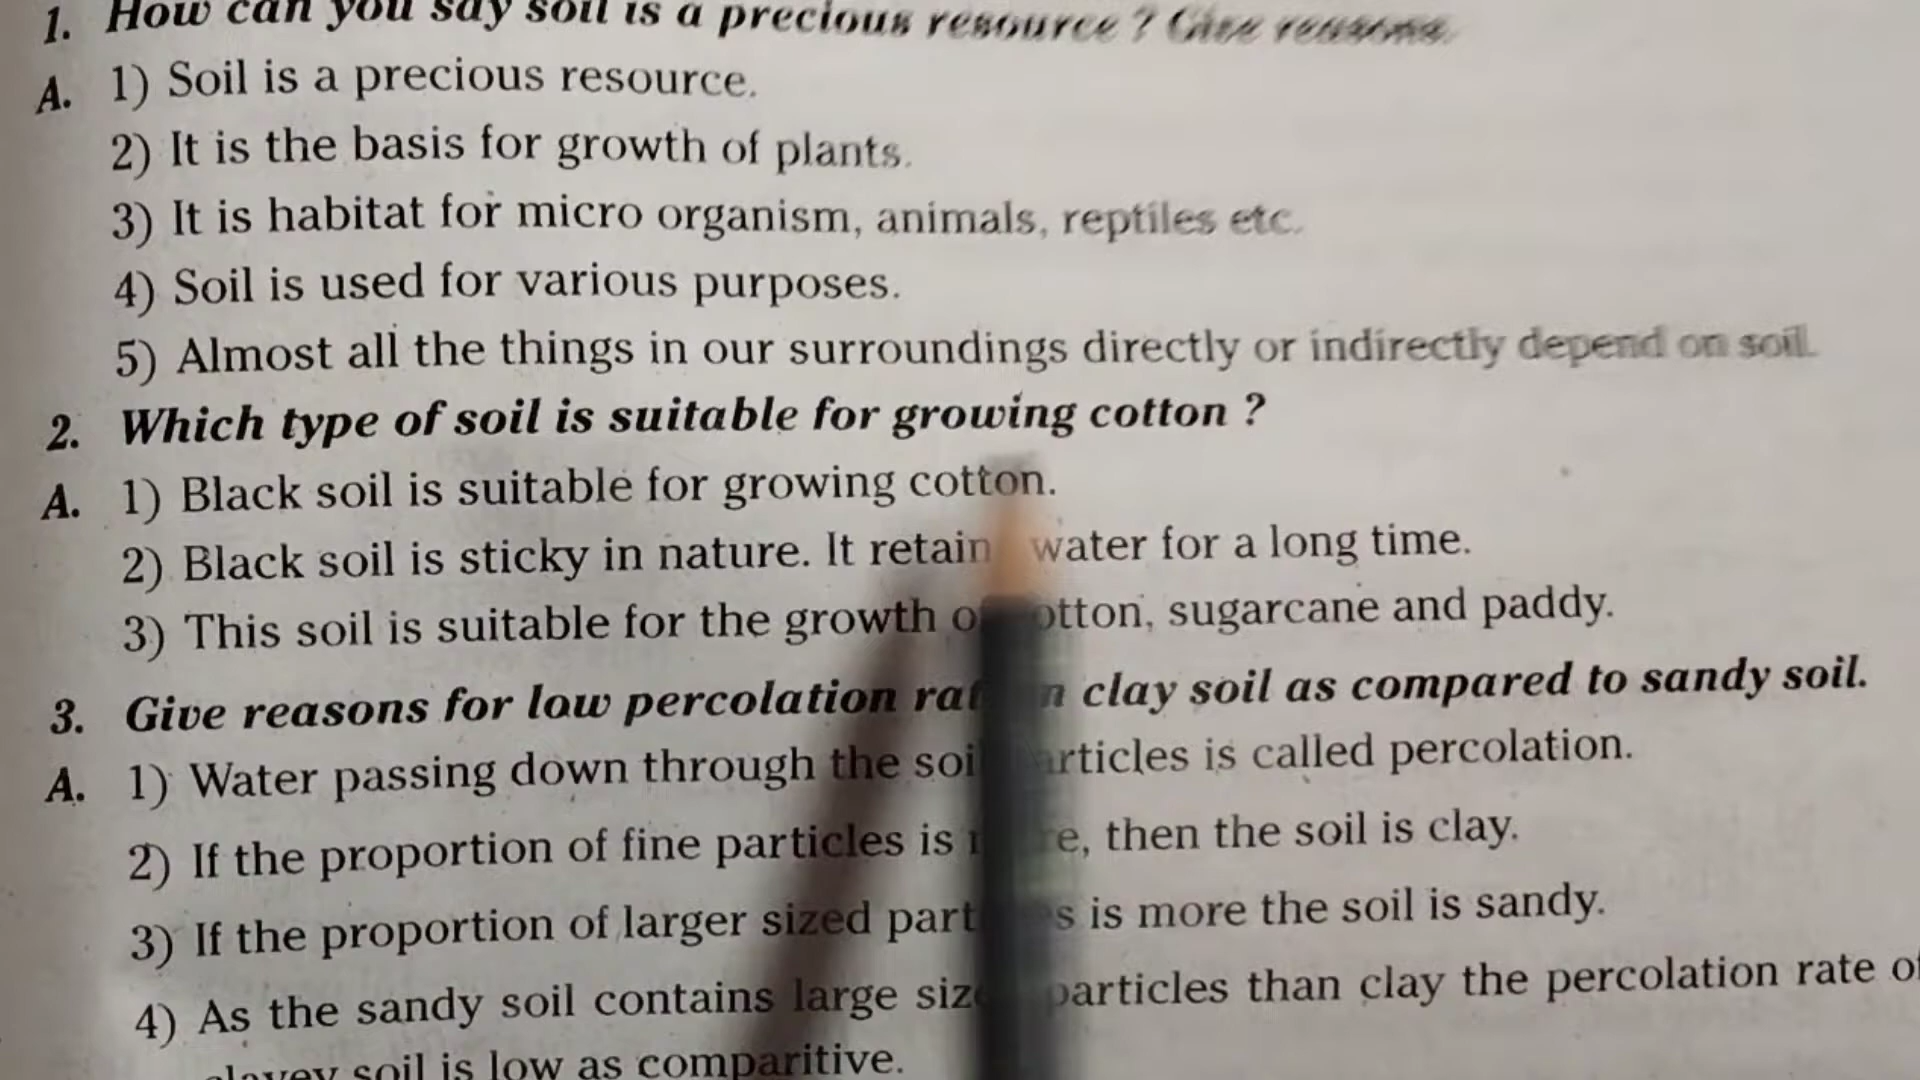 1. How can you say soil is a precious resource ? Give reasons.
A. 1) Soil is a precious resource.
2) It is the basis for growth of plants.
3) It is habitat for micro organism, animals, reptiles etc.
4) Soil is used for various purposes.
5) Almost all the things in our surroundings directly or indirectly depend on soil.
2. Which type of soil is suitable for growing cotton ?
A. 1) Black soil is suitable for growing cotton.
2) Black soil is sticky in nature. It water for a long time.
3) This soil is suitable for the growth sugarcane and paddy.
3. Give reasons for low percolation clay soil as compared to sandy soil.
A. 1) Water passing down through the is called percolation.
2) If the proportion of fine particles is then the soil is clay.
3) If the proportion of larger sized is more the soil is sandy.
4) As the sandy soil contains large particles than clay the percolation rate of
clayey soil is low as comparitive.